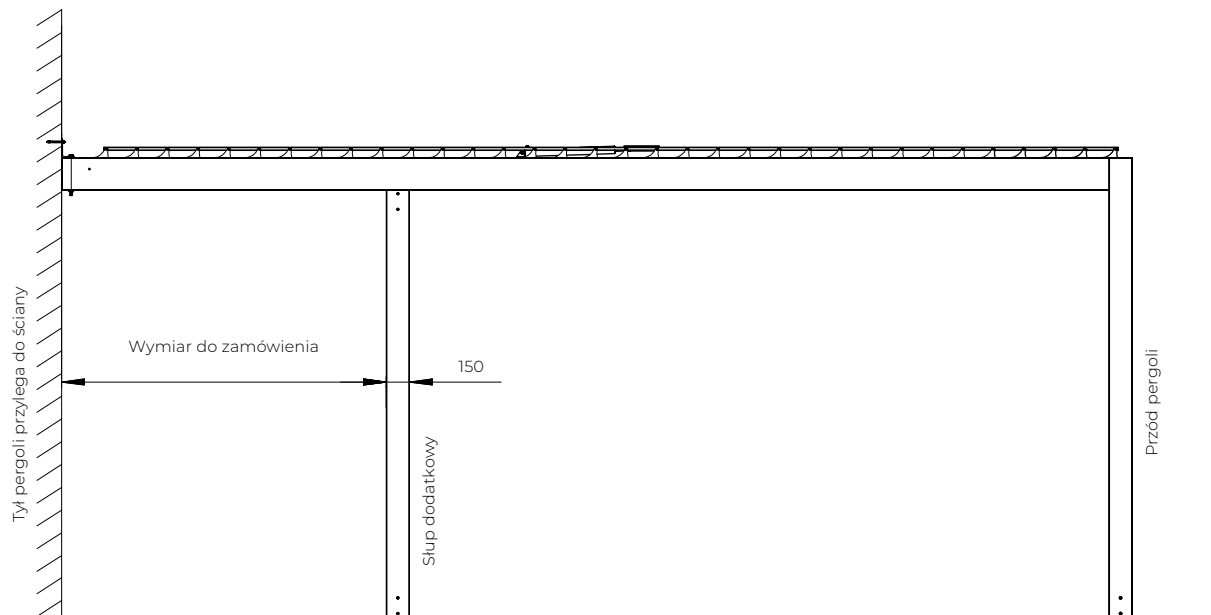 Tył pergoli przylega do ściany
Wymiar do zamówienia
150
Słup dodatkowy
Przód pergoli